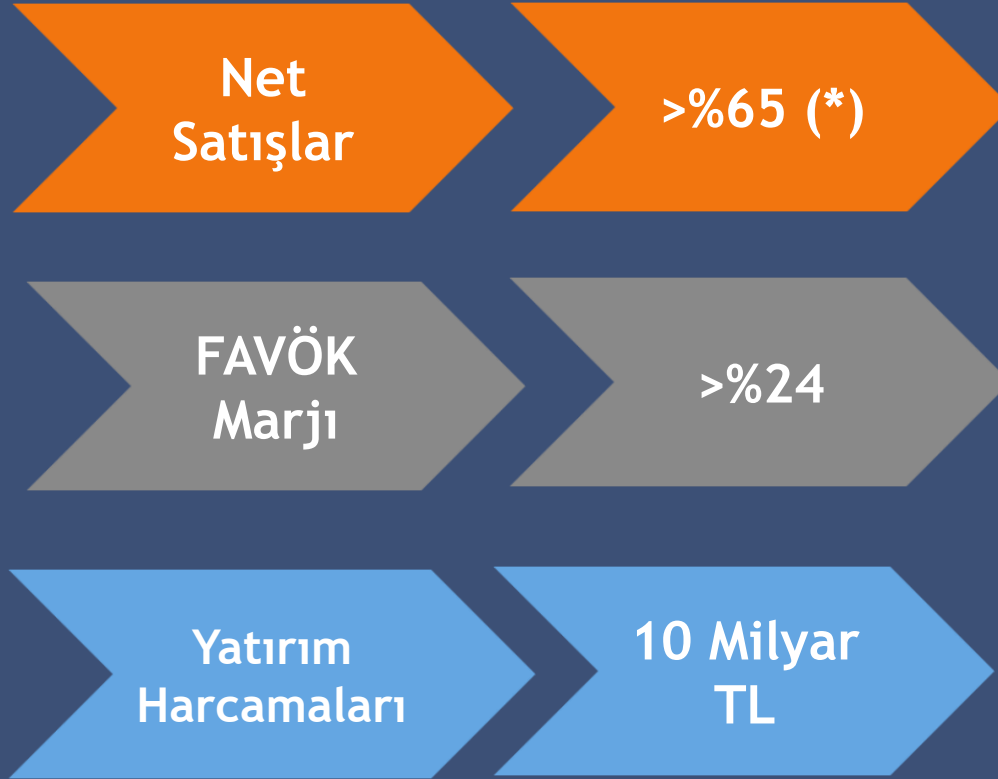 Net
Satışlar
>%65 (*)
FAVÖK
Marjı
>%24
Yatırım
Harcamaları
10 Milyar
TL